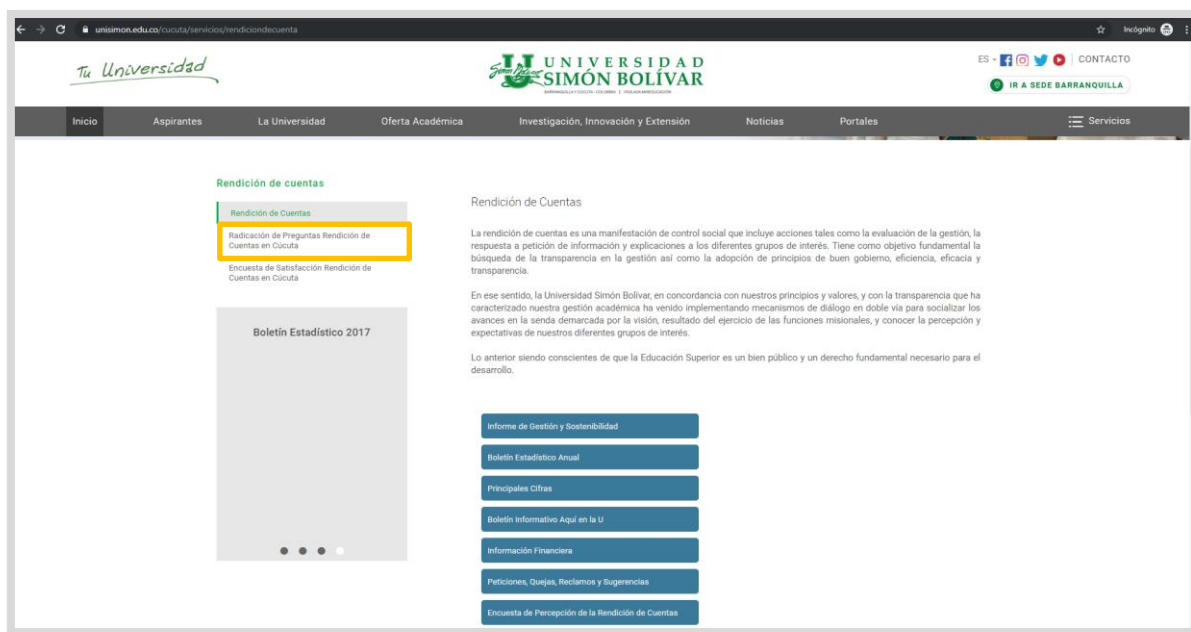 unisimon.edu.co/cucuta/servicios/rendiciondecuenta
Incógnito
Tu Universidad
UNIVERSIDAD
SIMÓN BOLÍVAR
BARRANQUILLA Y CÚCUTA - COLOMBIA | VIGILADA MINEDUCACIÓN
ES
CONTACTO
IR A SEDE BARRANQUILLA
Inicio Aspirantes La Universidad Oferta Académica Investigación, Innovación y Extensión Noticias Portales Servicios
Rendición de cuentas
Rendición de Cuentas
Radicación de Preguntas Rendición de
Cuentas en Cúcuta
Encuesta de Satisfacción Rendición de
Cuentas en Cúcuta
Boletín Estadístico 2017
Rendición de Cuentas
La rendición de cuentas es una manifestación de control social que incluye acciones tales como la evaluación de la gestión, la
respuesta a petición de información y explicaciones a los diferentes grupos de interés. Tiene como objetivo fundamental la
búsqueda de la transparencia en la gestión así como la adopción de principios de buen gobierno, eficiencia, eficacia y
transparencia.
En ese sentido, la Universidad Simón Bolívar, en concordancia con nuestros principios y valores, y con la transparencia que ha
caracterizado nuestra gestión académica ha venido implementando mecanismos de diálogo en doble vía para socializar los
avances en la senda demarcada por la visión, resultado del ejercicio de las funciones misionales, y conocer la percepción y
expectativas de nuestros diferentes grupos de interés.
Lo anterior siendo conscientes de que la Educación Superior es un bien público y un derecho fundamental necesario para el
desarrollo.
Informe de Gestión y Sostenibilidad
Boletín Estadístico Anual
Principales Cifras
Boletín Informativo Aquí en la U
Información Financiera
Peticiones, Quejas, Reclamos y Sugerencias
Encuesta de Percepción de la Rendición de Cuentas